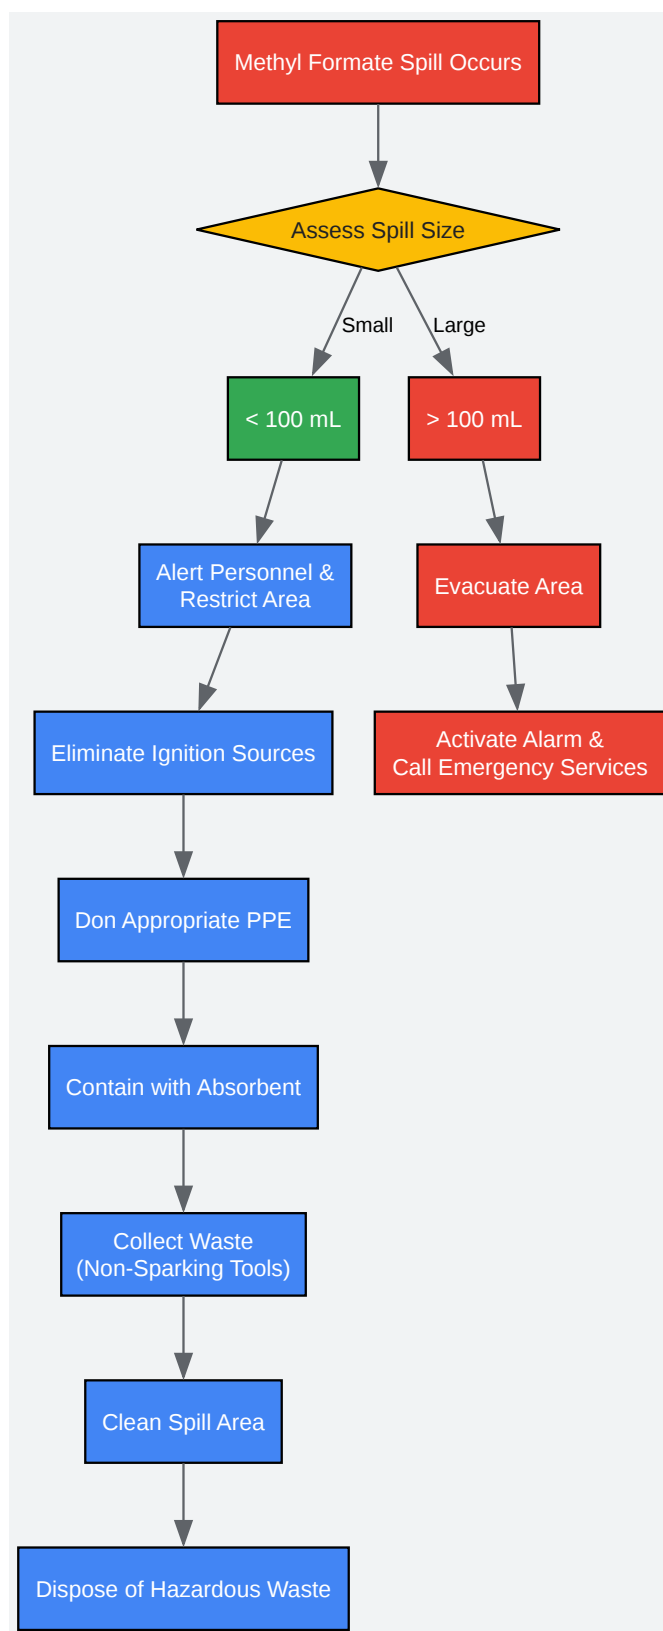 Methyl Formate Spill Occurs
Assess Spill Size
Small
Large
< 100 mL
> 100 mL
Alert Personnel &
Restrict Area
Evacuate Area
Eliminate Ignition Sources
Activate Alarm &
Call Emergency Services
Don Appropriate PPE
Contain with Absorbent
Collect Waste
(Non-Sparking Tools)
Clean Spill Area
Dispose of Hazardous Waste